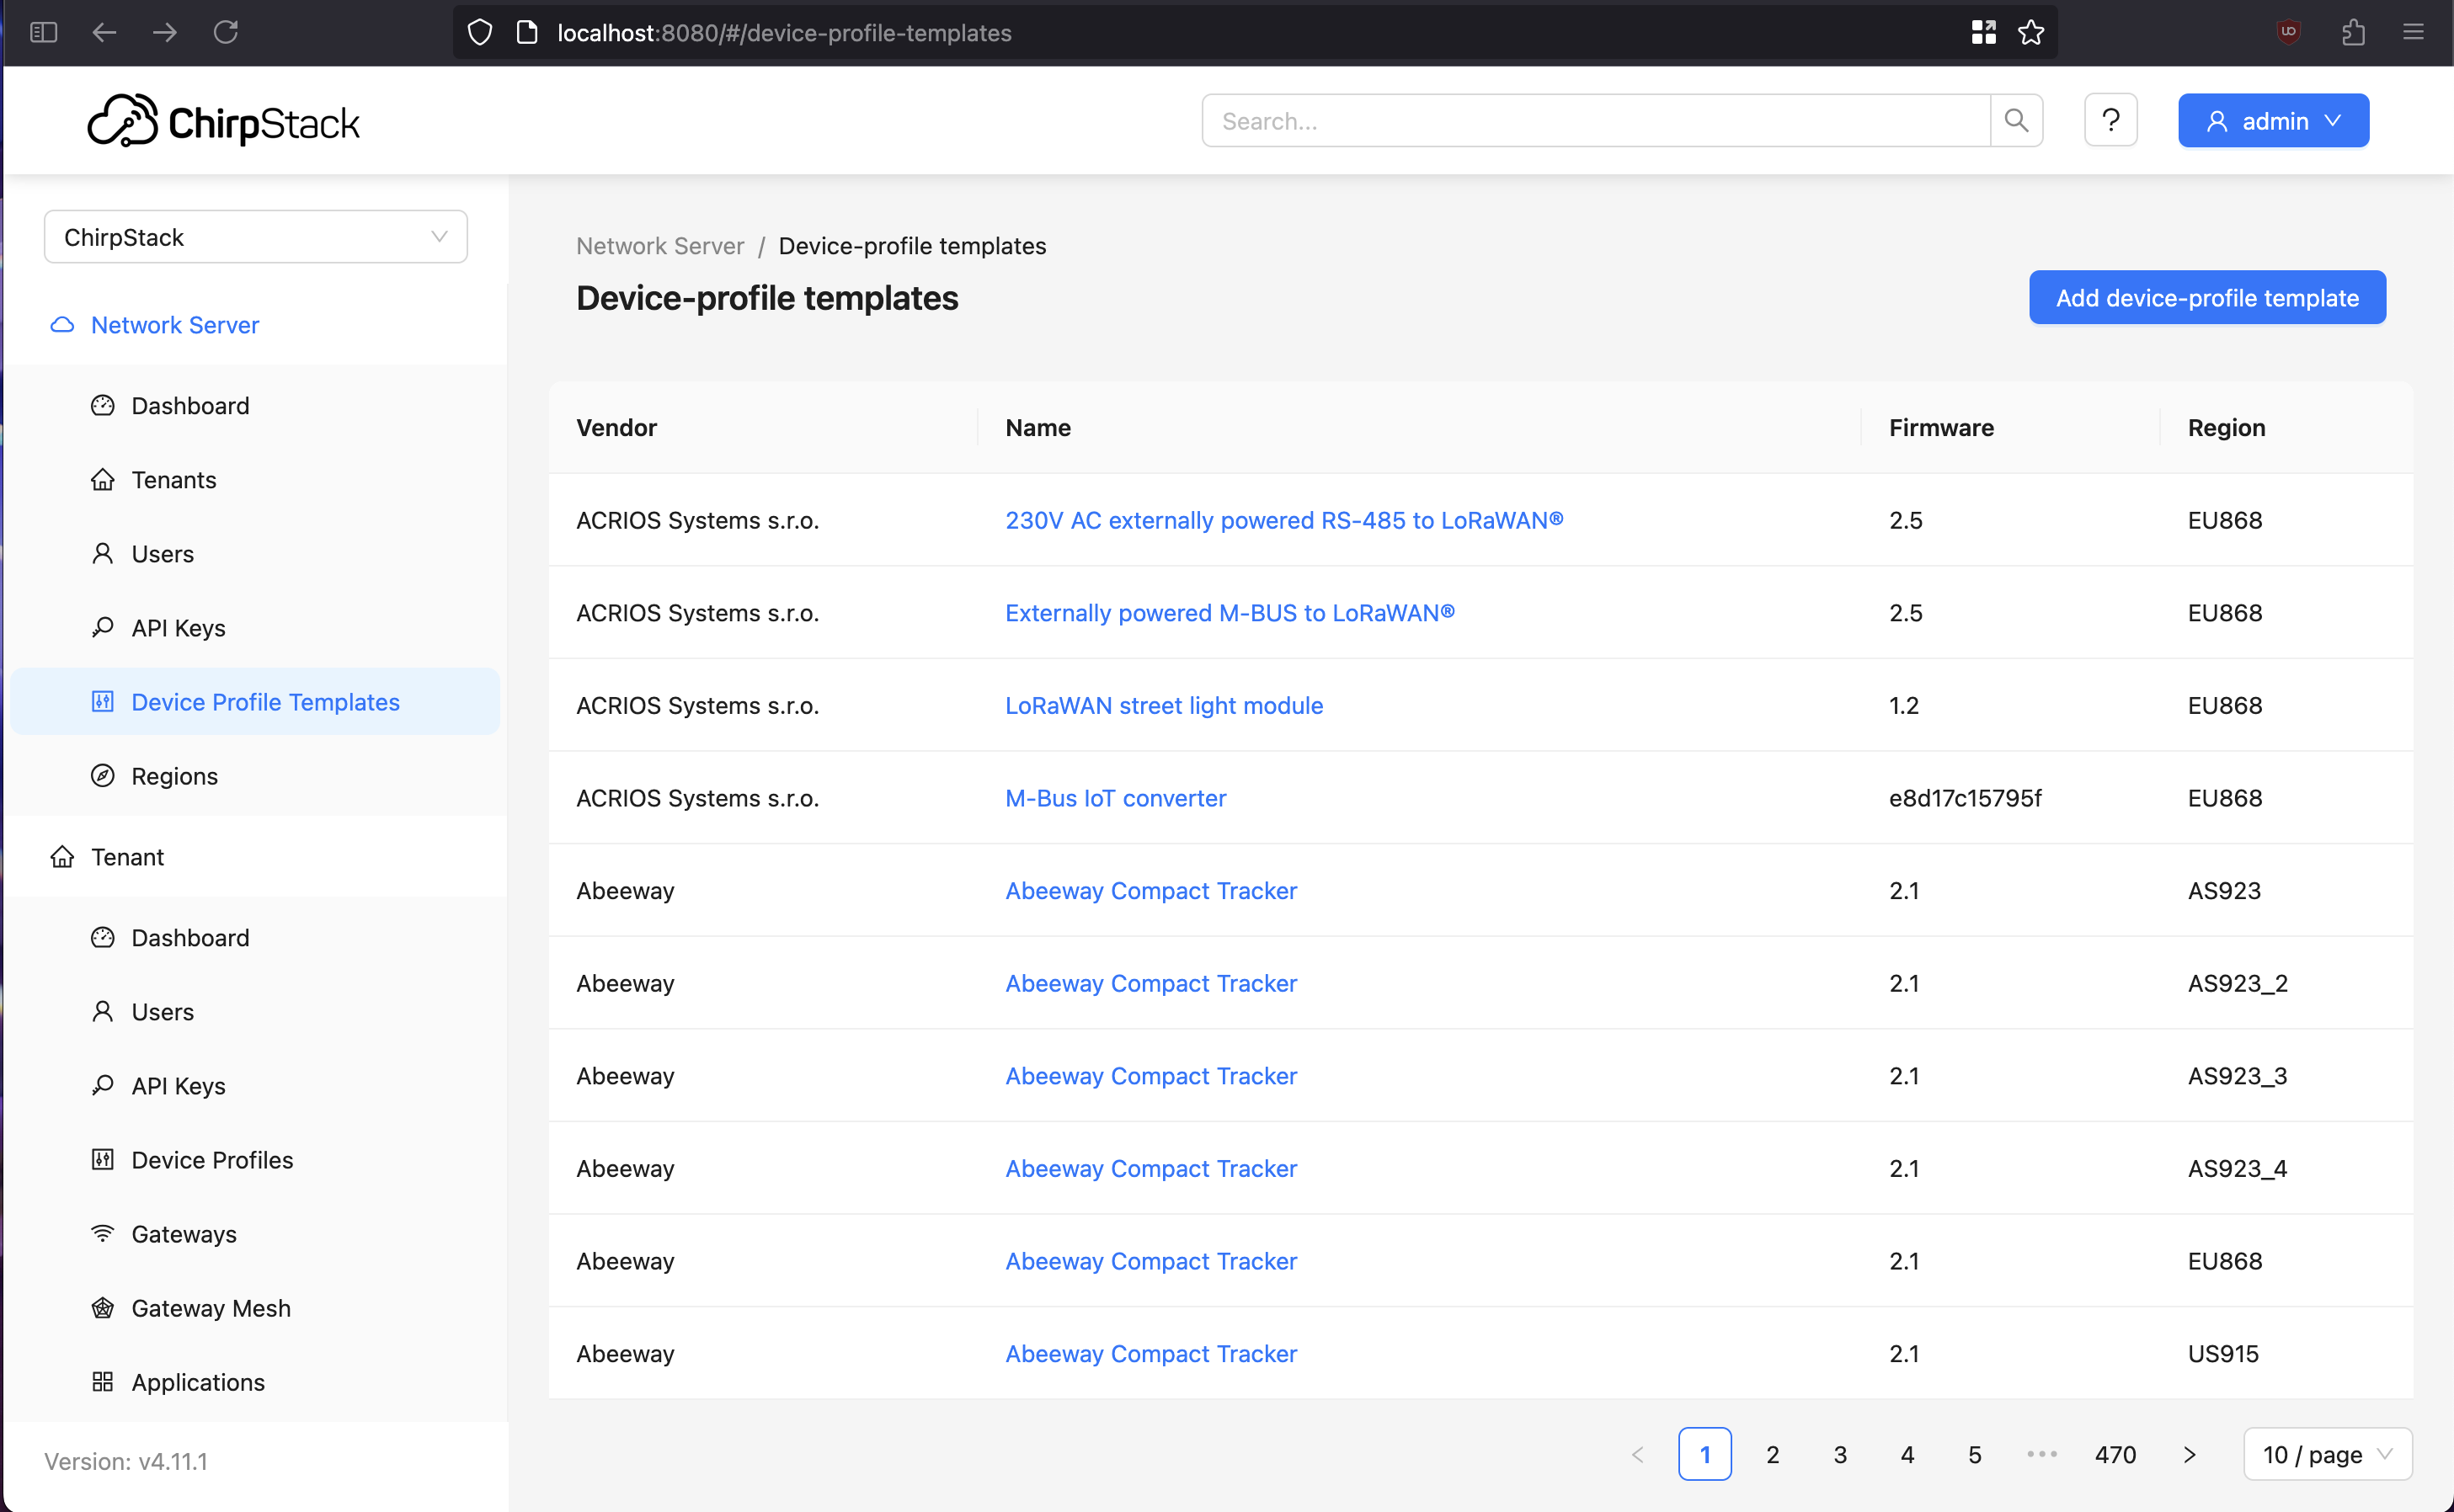 localhost:8080/#/device-profile-templates
ChirpStack
Search...
?
admin
ChirpStack
Network Server
Dashboard
Tenants
Users
API Keys
Device Profile Templates
Regions
Tenant
Dashboard
Users
API Keys
Device Profiles
Gateways
Gateway Mesh
Applications
Version: v4.11.1
Network Server / Device-profile templates
Device-profile templates
Add device-profile template
Vendor Name Firmware Region
ACRIOS Systems s.r.o. 230V AC externally powered RS-485 to LoRaWAN® 2.5 EU868
ACRIOS Systems s.r.o. Externally powered M-BUS to LoRaWAN® 2.5 EU868
ACRIOS Systems s.r.o. LoRaWAN street light module 1.2 EU868
ACRIOS Systems s.r.o. M-Bus IoT converter e8d17c15795f EU868
Abeeway Abeeway Compact Tracker 2.1 AS923
Abeeway Abeeway Compact Tracker 2.1 AS923_2
Abeeway Abeeway Compact Tracker 2.1 AS923_3
Abeeway Abeeway Compact Tracker 2.1 AS923_4
Abeeway Abeeway Compact Tracker 2.1 EU868
Abeeway Abeeway Compact Tracker 2.1 US915
< 1 2 3 4 5 ••• 470 > 10 / page